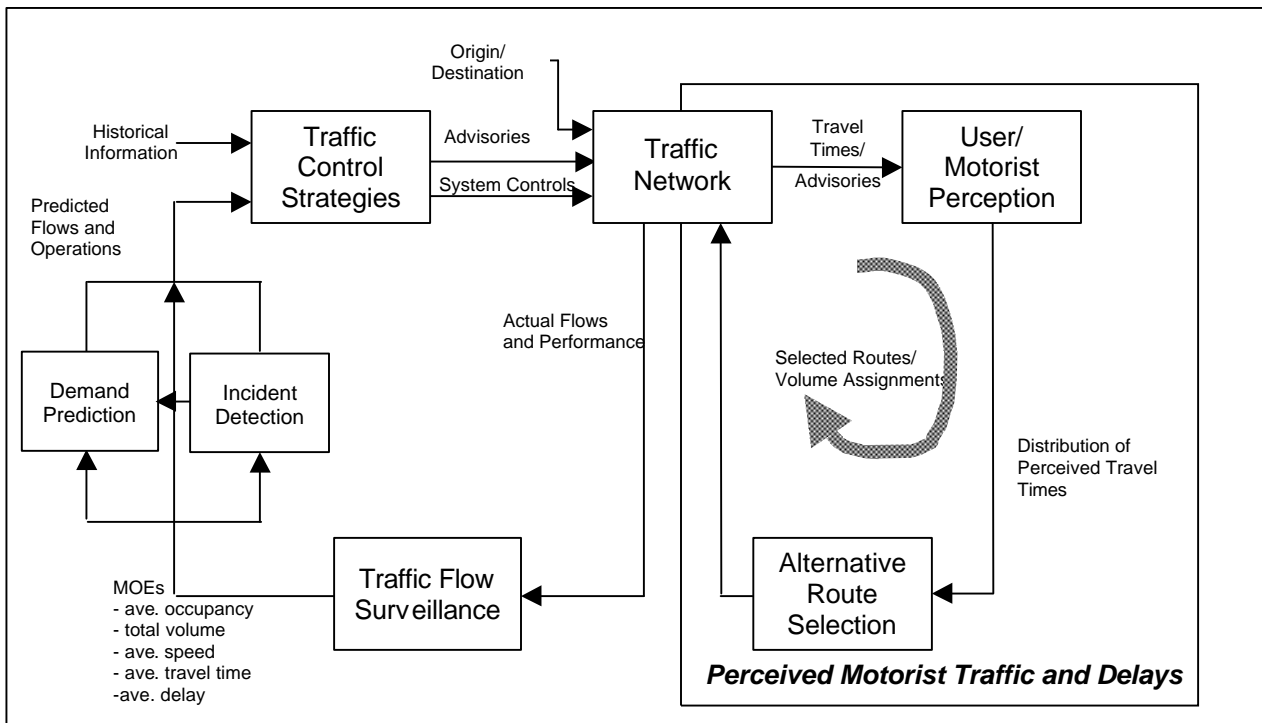 Origin/
Destination
Historical
Information
Traffic
Control
Strategies
Advisories
System Controls
Traffic
Network
Travel
Times/
Advisories
User/
Motorist
Perception
Predicted
Flows and
Operations
Actual Flows
and Performance
Selected Routes/
Volume Assignments
Demand
Prediction
Incident
Detection
Distribution of
Perceived Travel
Times
MOEs
- ave. occupancy
- total volume
- ave. speed
- ave. travel time
-ave. delay
Traffic Flow
Surveillance
Alternative
Route
Selection
Perceived Motorist Traffic and Delays